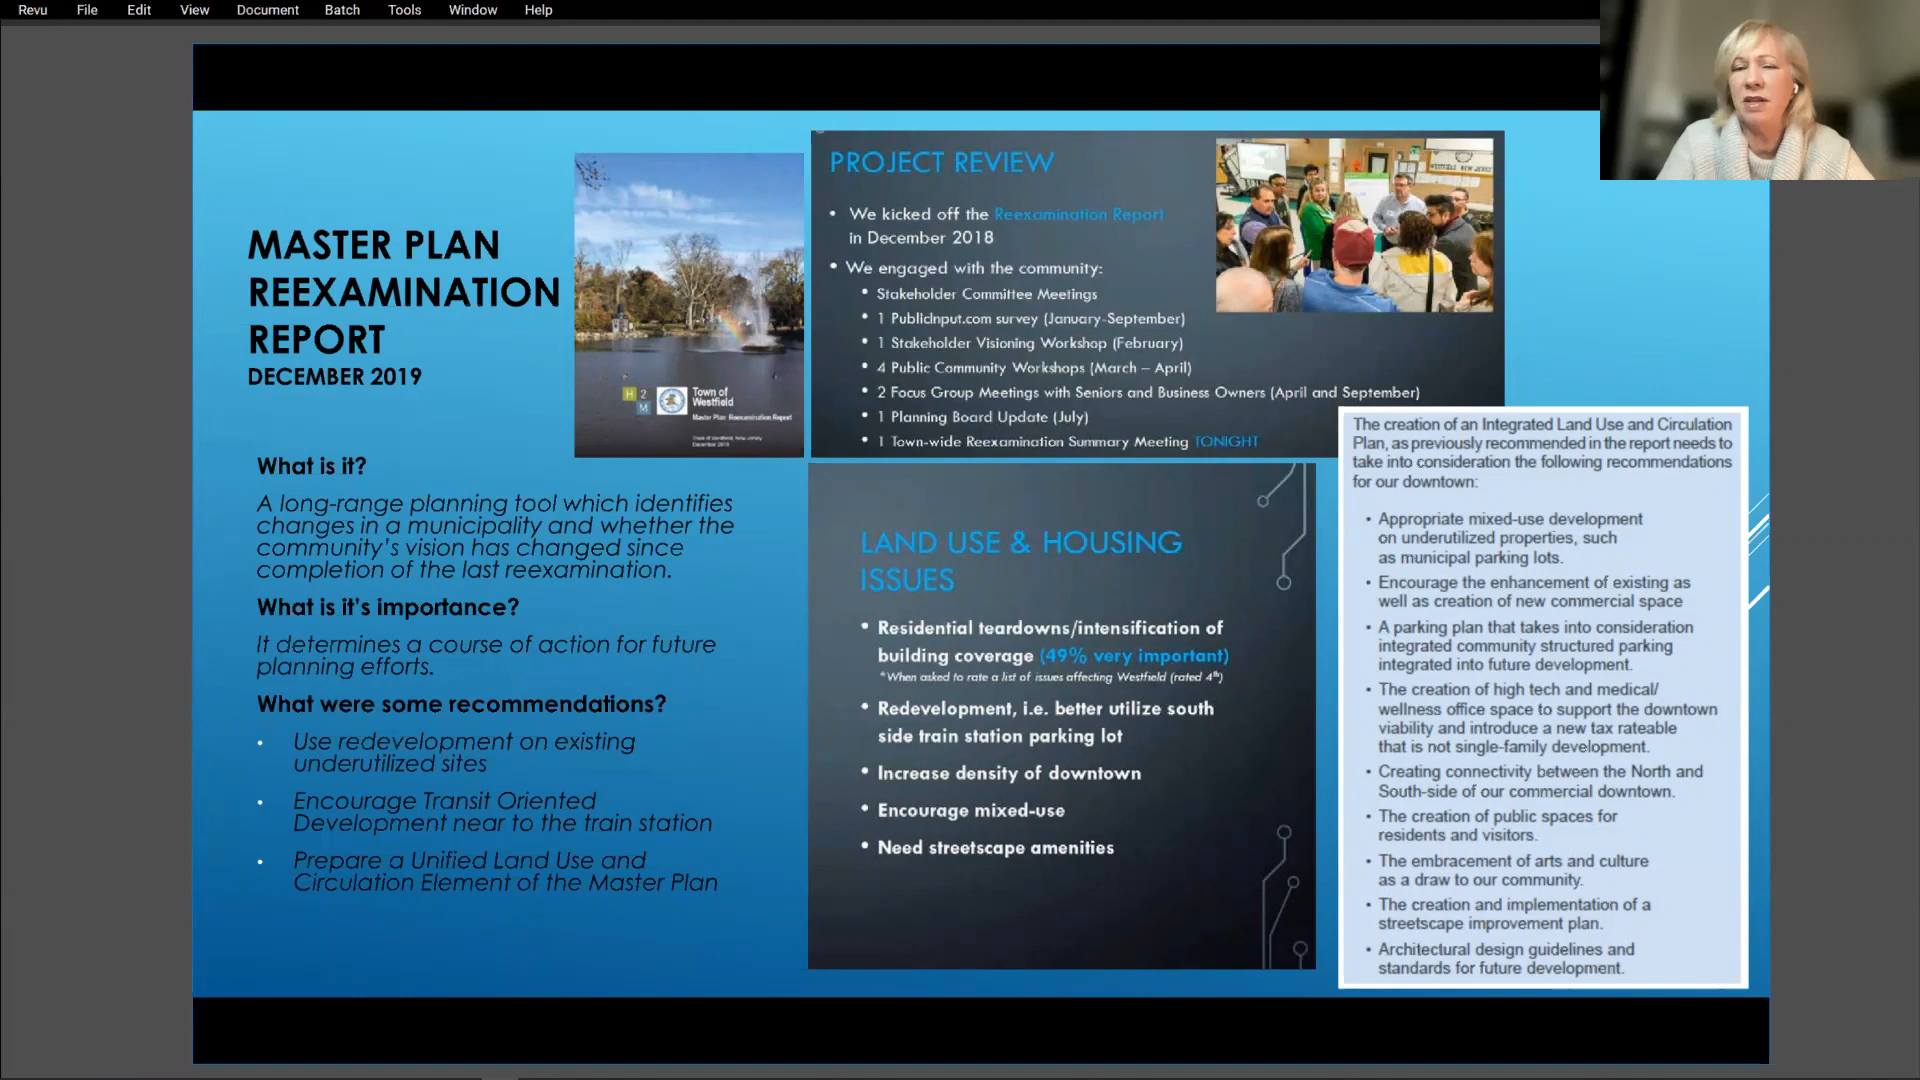 Revu File Edit View Document Batch Tools Window Help
MASTER PLAN
REEXAMINATION
REPORT
DECEMBER 2019
What is it?
A long-range planning tool which identifies
changes in a municipality and whether the
community's vision has changed since
completion of the last reexamination.
What is it's importance?
It determines a course of action for future
planning efforts.
What were some recommendations?
• Use redevelopment on existing
underutilized sites
• Encourage Transit Oriented
Development near to the train station
• Prepare a Unified Land Use and
Circulation Element of the Master Plan
H 2
M
Town of
Westfield
Master Plan Reexamination Report
Town of Westfield, New Jersey
December 2019
PROJECT REVIEW
• We kicked off the Reexamination Report
in December 2018
• We engaged with the community:
• Stakeholder Committee Meetings
• 1 PublicInput.com survey (January-September)
• 1 Stakeholder Visioning Workshop (February)
• 4 Public Community Workshops (March – April)
• 2 Focus Group Meetings with Seniors and Business Owners (April and September)
• 1 Planning Board Update (July)
• 1 Town-wide Reexamination Summary Meeting TONIGHT
LAND USE & HOUSING
ISSUES
• Residential teardowns/intensification of
building coverage (49% very important)
*When asked to rate a list of issues affecting Westfield (rated 4th)
• Redevelopment, i.e. better utilize south
side train station parking lot
• Increase density of downtown
• Encourage mixed-use
• Need streetscape amenities
The creation of an Integrated Land Use and Circulation
Plan, as previously recommended in the report needs to
take into consideration the following recommendations
for our downtown:
• Appropriate mixed-use development
on underutilized properties, such
as municipal parking lots.
• Encourage the enhancement of existing as
well as creation of new commercial space
• A parking plan that takes into consideration
integrated community structured parking
integrated into future development.
• The creation of high tech and medical/
wellness office space to support the downtown
viability and introduce a new tax rateable
that is not single-family development.
• Creating connectivity between the North and
South-side of our commercial downtown.
• The creation of public spaces for
residents and visitors.
• The embracement of arts and culture
as a draw to our community.
• The creation and implementation of a
streetscape improvement plan.
• Architectural design guidelines and
standards for future development.